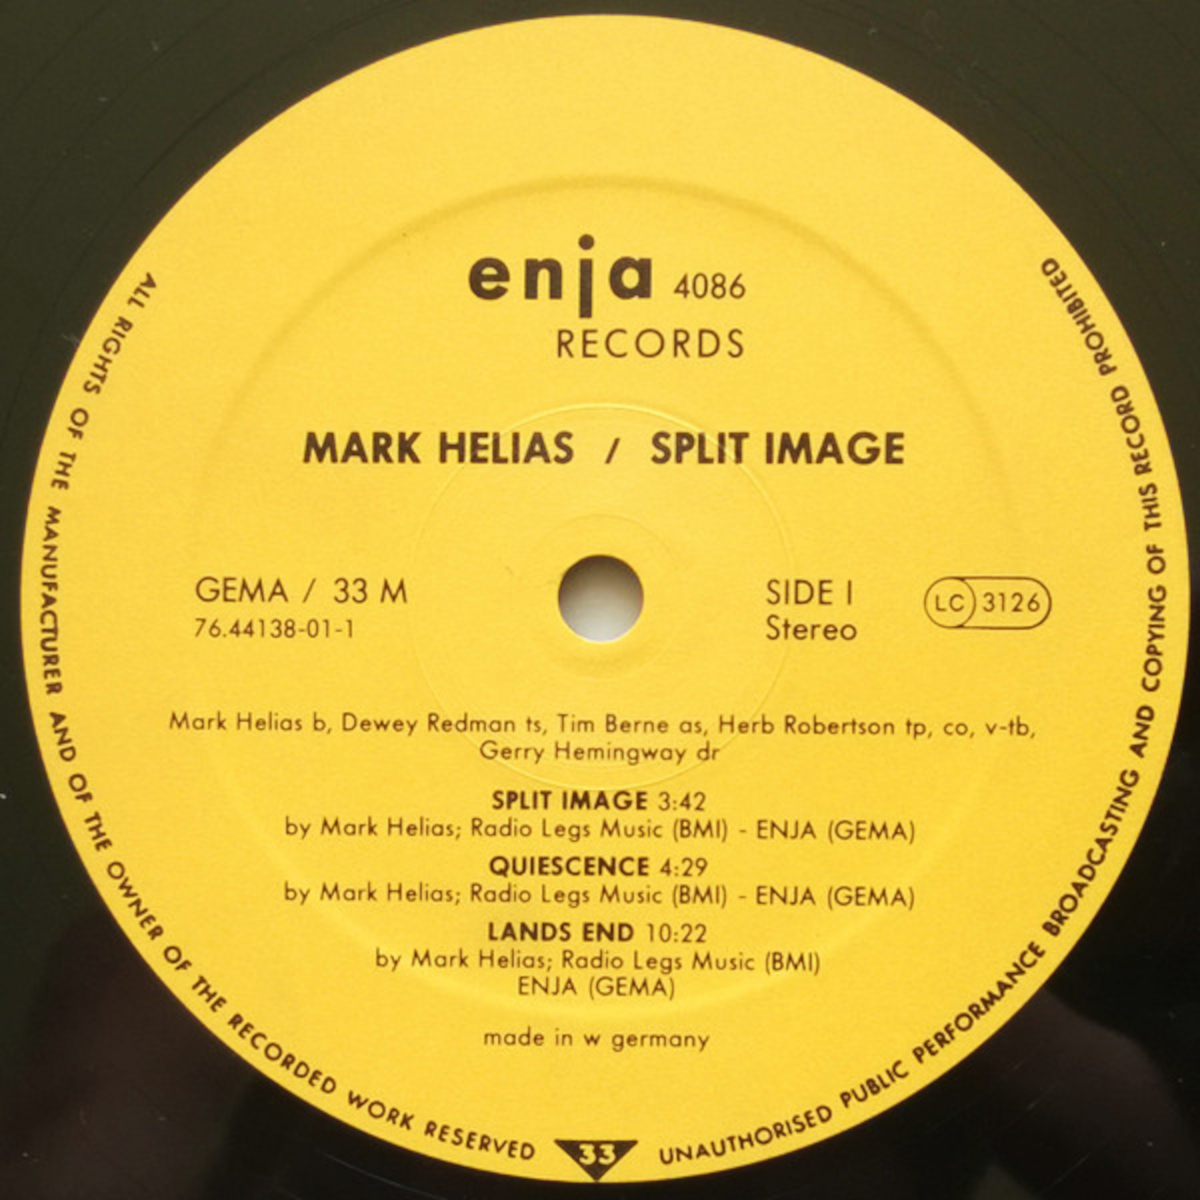 enja 4086
RECORDS
MARK HELIAS / SPLIT IMAGE
GEMA / 33 M
76.44138-01-1
SIDE I
Stereo
LC 3126
Mark Helias b, Dewey Redman ts, Tim Berne as, Herb Robertson tp, co, v-tb,
Gerry Hemingway dr
SPLIT IMAGE 3:42
by Mark Helias; Radio Legs Music (BMI) - ENJA (GEMA)
QUIESCENCE 4:29
by Mark Helias; Radio Legs Music (BMI) - ENJA (GEMA)
LANDS END 10:22
by Mark Helias; Radio Legs Music (BMI)
ENJA (GEMA)
made in w germany
ALL RIGHTS OF THE MANUFACTURER AND OF THE OWNER OF THE RECORDED WORK RESERVED
33
UNAUTHORISED PUBLIC PERFORMANCE BROADCASTING AND COPYING OF THIS RECORD PROHIBITED